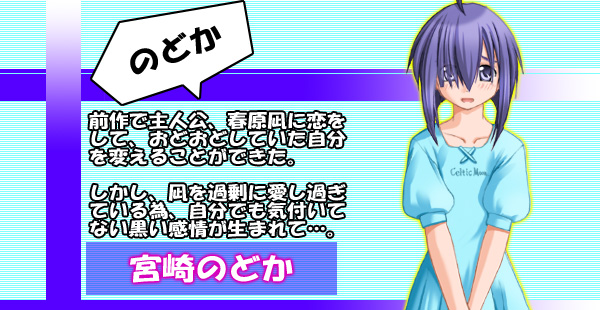 のどか
前作で主人公、春原凪に恋を
して、おどおどしていた自分
を変えることができた。
しかし、凪を過剰に愛し過ぎ
ている為、自分でも気付いて
ない黒い感情が生まれて…。
宮崎のどか
Celtic Moon